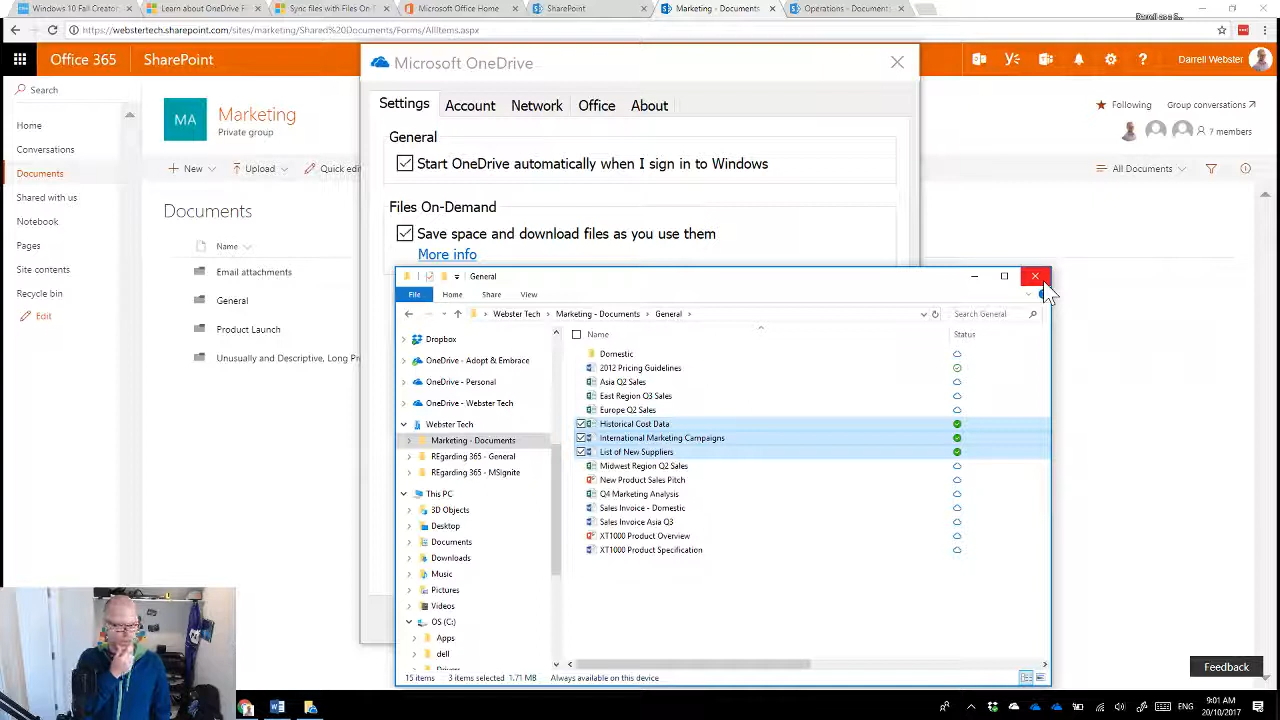 Windows 10 Fall Creator
Learn about OneDrive F
Sync files with Files On
Microsoft Office Home
SharePoint
Marketing - Documents
Operations - Documents
https://webstertech.sharepoint.com/sites/marketing/Shared%20Documents/Forms/AllItems.aspx
Office 365
SharePoint
Darrell Webster
Microsoft OneDrive
Search
Home
Conversations
Documents
Shared with us
Notebook
Pages
Site contents
Recycle bin
Edit
MA
Marketing
Private group
Following
Group conversations
7 members
New
Upload
Quick edi
All Documents
Documents
Name
Email attachments
General
Product Launch
Unusually and Descriptive, Long Pr
Settings
Account
Network
Office
About
General
Start OneDrive automatically when I sign in to Windows
Files On-Demand
Save space and download files as you use them
More info
General
File
Home
Share
View
Webster Tech
Marketing - Documents
General
Search General
Dropbox
OneDrive - Adopt & Embrace
OneDrive - Personal
OneDrive - Webster Tech
Webster Tech
Marketing - Documents
REgarding 365 - General
REgarding 365 - MSIgnite
This PC
3D Objects
Desktop
Documents
Downloads
Music
Pictures
Videos
OS (C:)
Apps
dell
Drivers
Name
Status
Domestic
2012 Pricing Guidelines
Asia Q2 Sales
East Region Q3 Sales
Europe Q2 Sales
Historical Cost Data
International Marketing Campaigns
List of New Suppliers
Midwest Region Q2 Sales
New Product Sales Pitch
Q4 Marketing Analysis
Sales Invoice - Domestic
Sales Invoice Asia Q3
XT1000 Product Overview
XT1000 Product Specification
15 items
3 items selected 1.71 MB
Always available on this device
Feedback
ENG
9:01 AM
20/10/2017